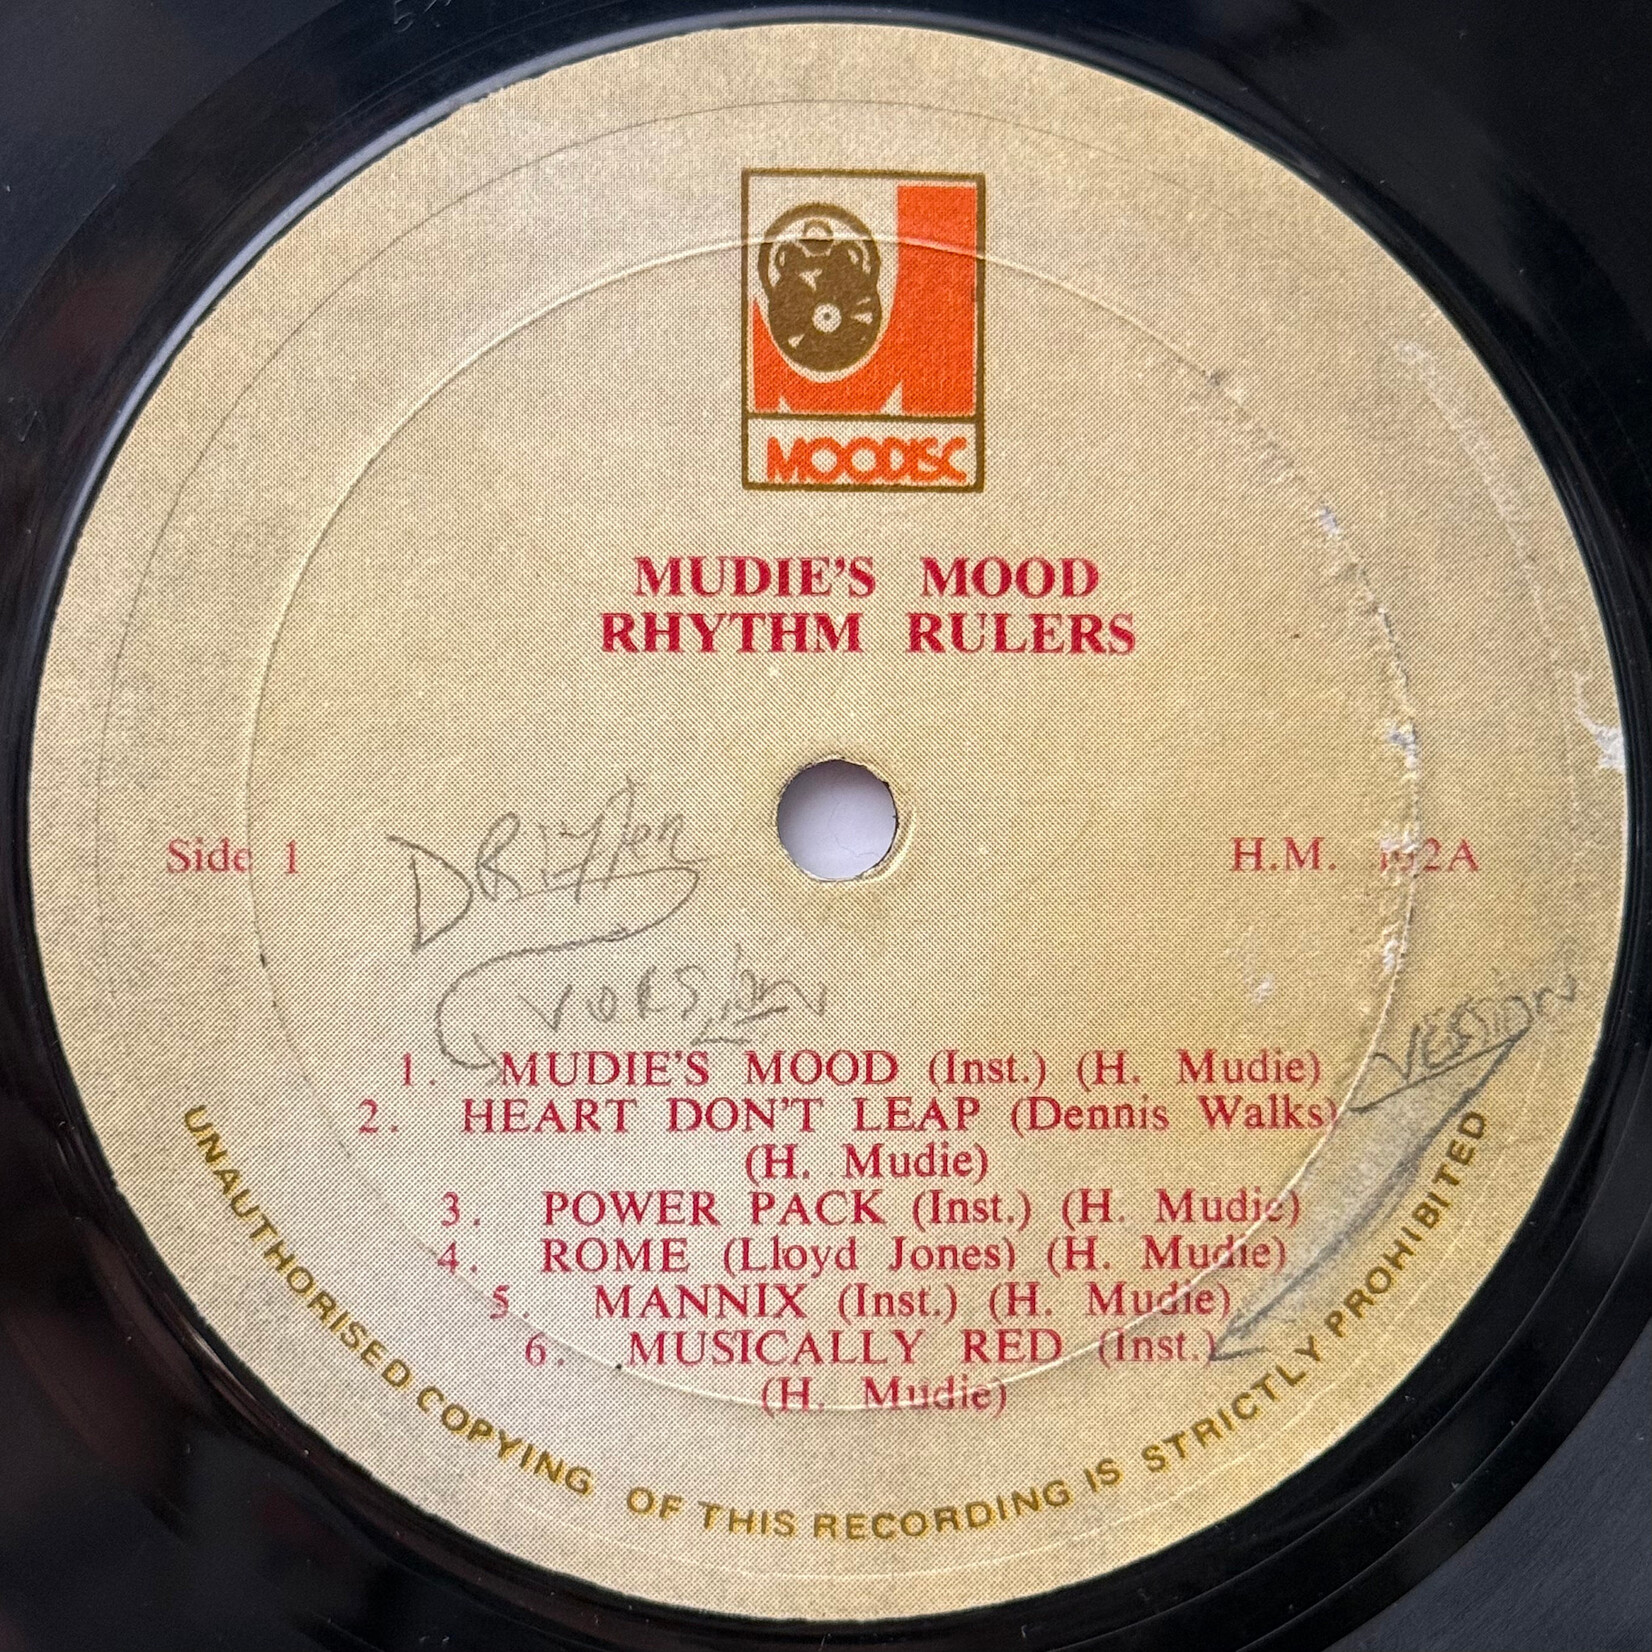 MOODISC
MUDIE'S MOOD
RHYTHM RULERS
Side 1
H.M. 102A
VORSION
VERSION
1. MUDIE'S MOOD (Inst.) (H. Mudie)
2. HEART DON'T LEAP (Dennis Walks)
(H. Mudie)
3. POWER PACK (Inst.) (H. Mudie)
4. ROME (Lloyd Jones) (H. Mudie)
5. MANNIX (Inst.) (H. Mudie)
6. MUSICALLY RED (Inst.)
(H. Mudie)
UNAUTHORISED COPYING OF THIS RECORDING IS STRICTLY PROHIBITED